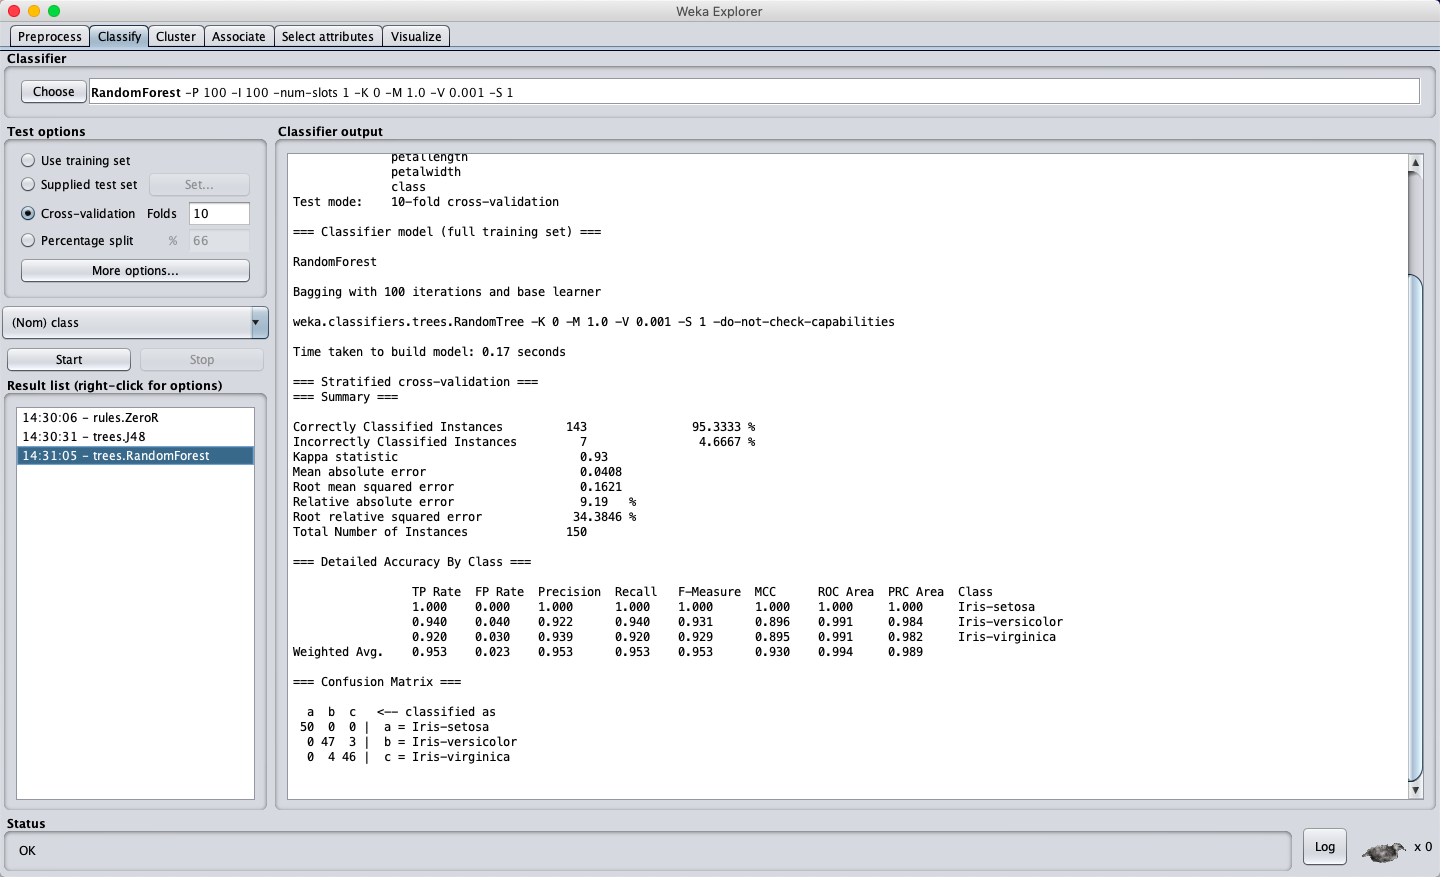 Weka Explorer
Preprocess Classify Cluster Associate Select attributes Visualize
Classifier
Choose RandomForest -P 100 -I 100 -num-slots 1 -K 0 -M 1.0 -V 0.001 -S 1
Test options
Use training set
Supplied test set Set...
Cross-validation Folds 10
Percentage split % 66
More options...
(Nom) class
Start Stop
Result list (right-click for options)
14:30:06 - rules.ZeroR
14:30:31 - trees.J48
14:31:05 - trees.RandomForest
Classifier output
petallength
petalwidth
class
Test mode: 10-fold cross-validation
=== Classifier model (full training set) ===
RandomForest
Bagging with 100 iterations and base learner
weka.classifiers.trees.RandomTree -K 0 -M 1.0 -V 0.001 -S 1 -do-not-check-capabilities
Time taken to build model: 0.17 seconds
=== Stratified cross-validation ===
=== Summary ===
Correctly Classified Instances 143 95.3333 %
Incorrectly Classified Instances 7 4.6667 %
Kappa statistic 0.93
Mean absolute error 0.0408
Root mean squared error 0.1621
Relative absolute error 9.19 %
Root relative squared error 34.3846 %
Total Number of Instances 150
=== Detailed Accuracy By Class ===
TP Rate FP Rate Precision Recall F-Measure MCC ROC Area PRC Area Class
1.000 0.000 1.000 1.000 1.000 1.000 1.000 1.000 Iris-setosa
0.940 0.040 0.922 0.940 0.931 0.896 0.991 0.984 Iris-versicolor
0.920 0.030 0.939 0.920 0.929 0.895 0.991 0.982 Iris-virginica
Weighted Avg. 0.953 0.023 0.953 0.953 0.953 0.930 0.994 0.989
=== Confusion Matrix ===
a b c <-- classified as
50 0 0 | a = Iris-setosa
0 47 3 | b = Iris-versicolor
0 4 46 | c = Iris-virginica
Status
OK
Log x 0